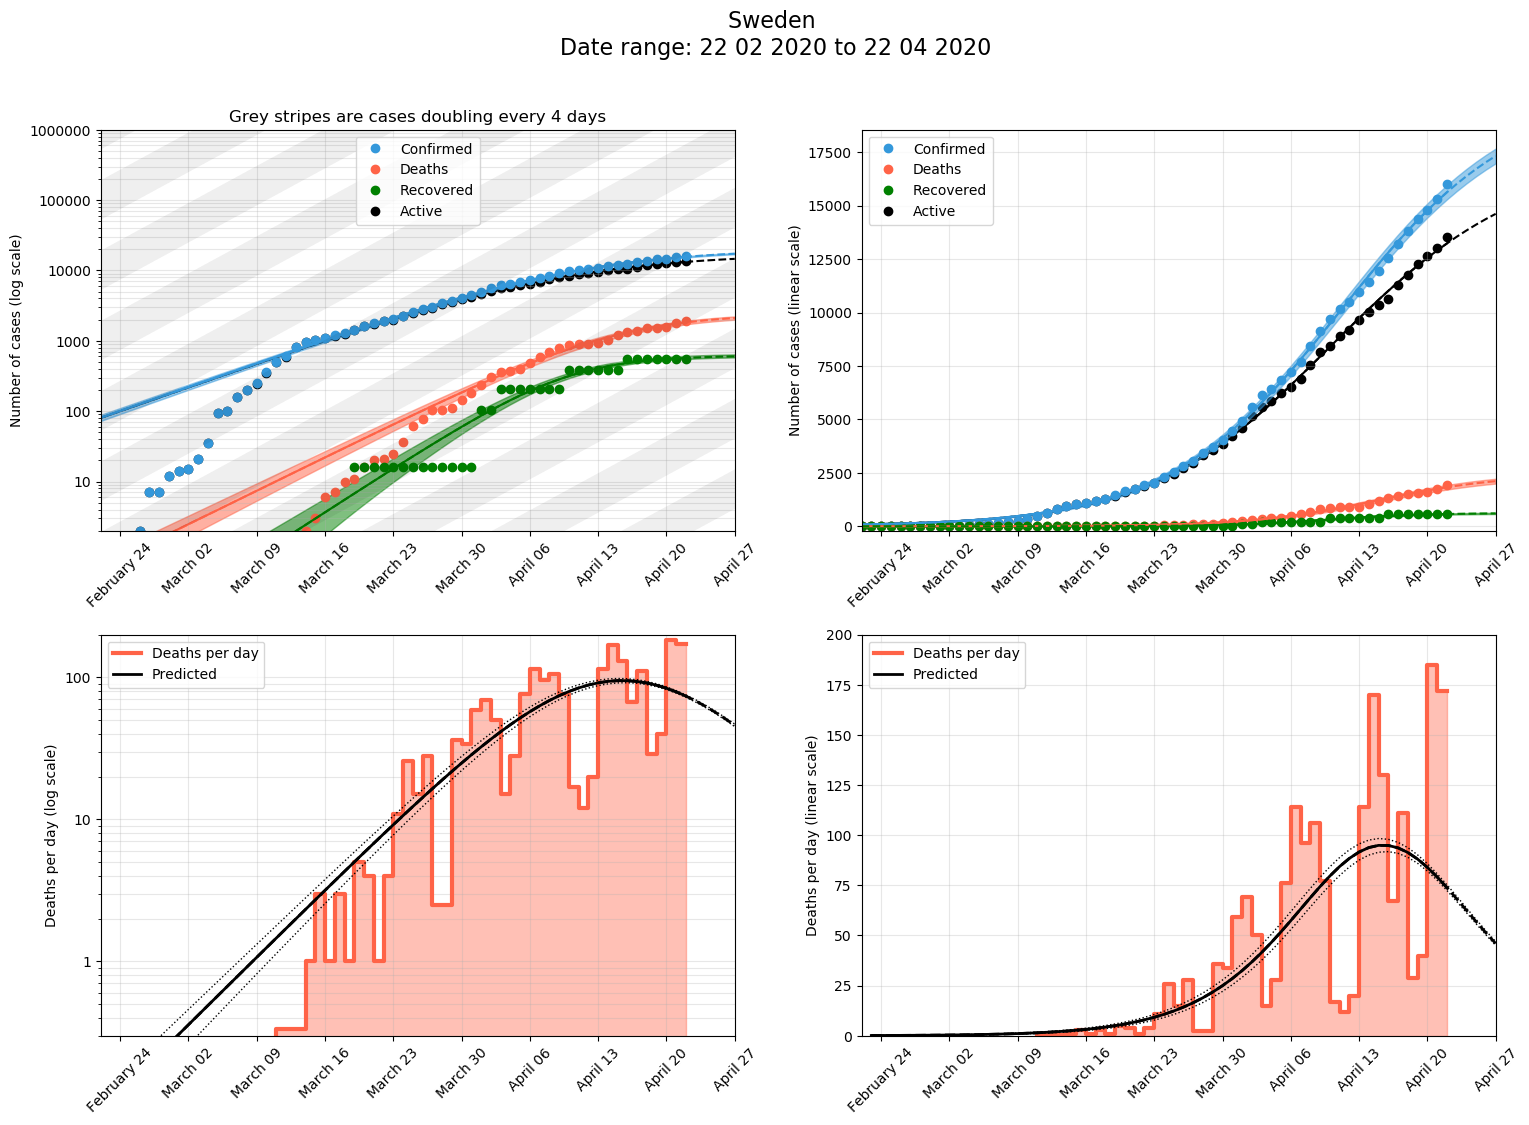 Sweden
Date range: 22 02 2020 to 22 04 2020
Grey stripes are cases doubling every 4 days
Number of cases (log scale)
1000000
100000
10000
1000
100
10
Confirmed
Deaths
Recovered
Active
February 24
March 02
March 09
March 16
March 23
March 30
April 06
April 13
April 20
April 27
Number of cases (linear scale)
17500
15000
12500
10000
7500
5000
2500
0
Confirmed
Deaths
Recovered
Active
February 24
March 02
March 09
March 16
March 23
March 30
April 06
April 13
April 20
April 27
Deaths per day (log scale)
100
10
1
Deaths per day
Predicted
February 24
March 02
March 09
March 16
March 23
March 30
April 06
April 13
April 20
April 27
Deaths per day (linear scale)
200
175
150
125
100
75
50
25
0
Deaths per day
Predicted
February 24
March 02
March 09
March 16
March 23
March 30
April 06
April 13
April 20
April 27